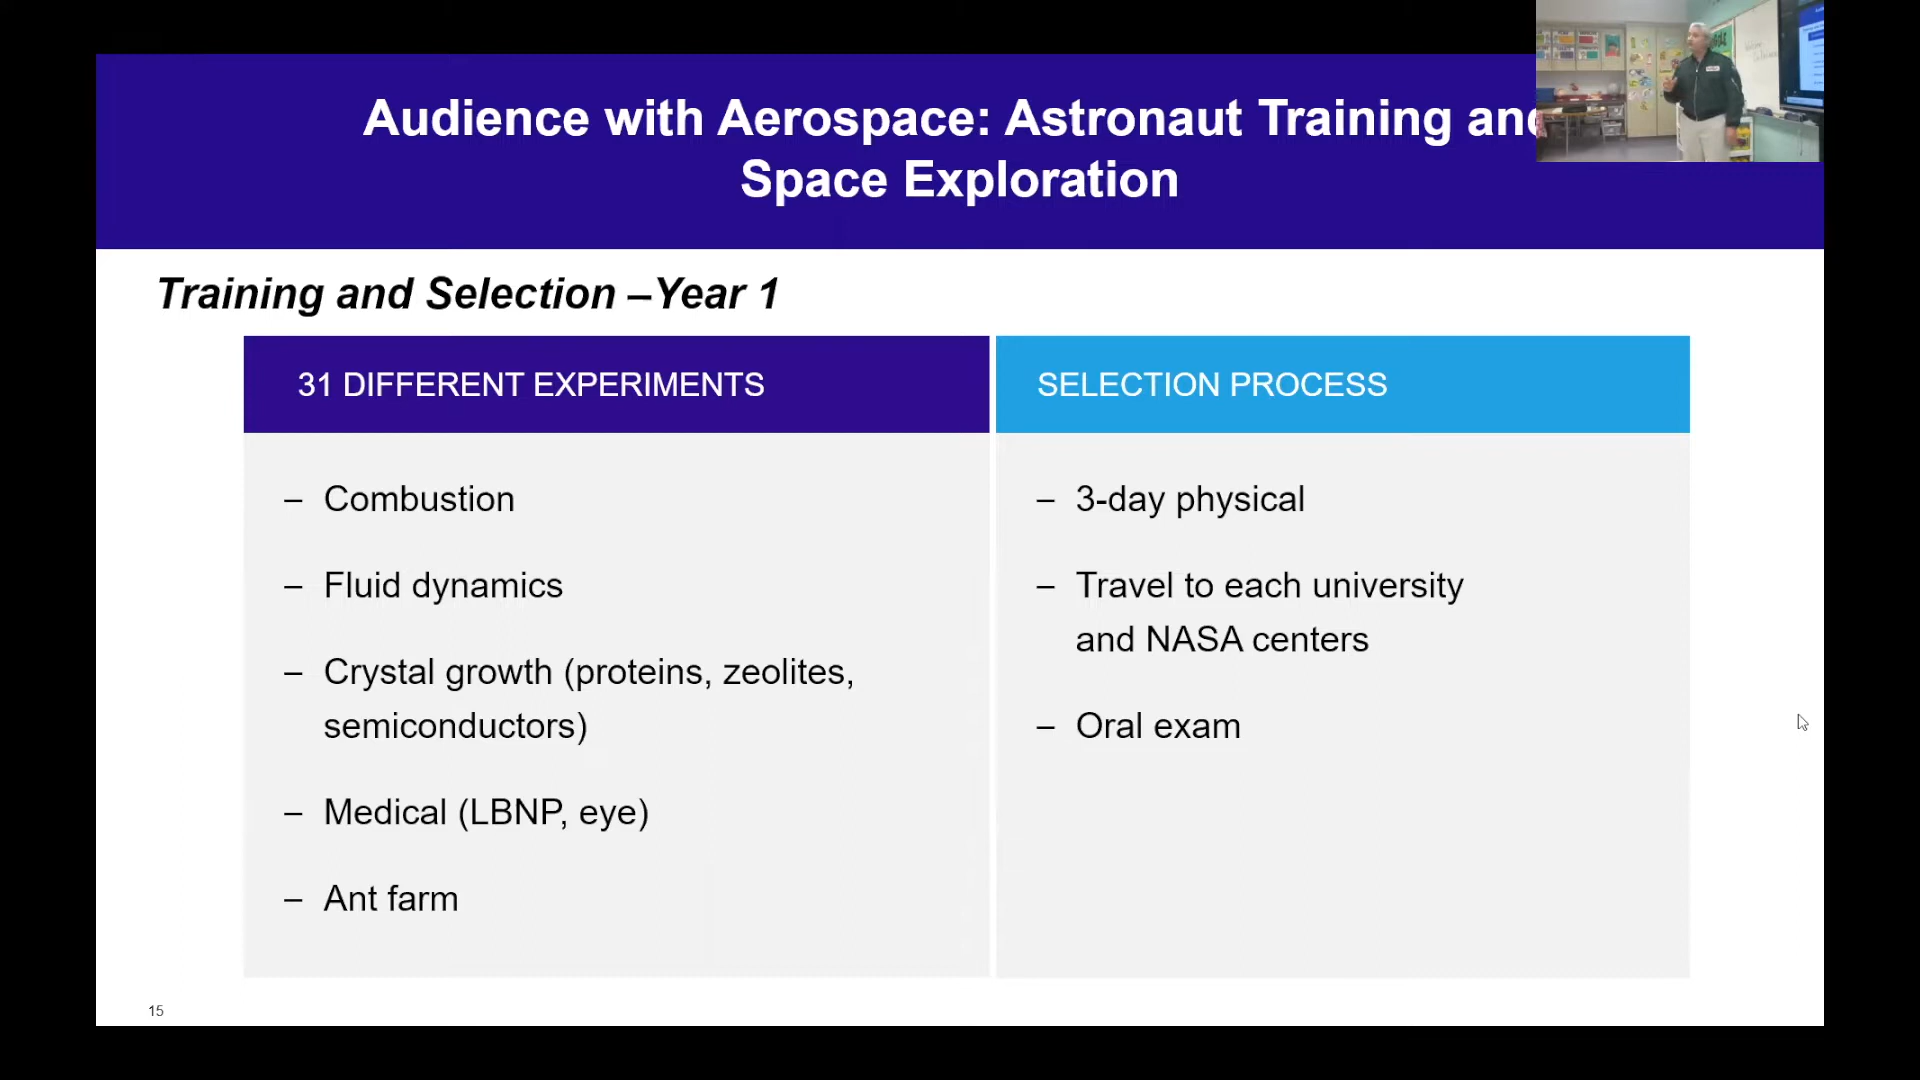 Audience with Aerospace: Astronaut Training and
Space Exploration
Training and Selection –Year 1
31 DIFFERENT EXPERIMENTS
– Combustion
– Fluid dynamics
– Crystal growth (proteins, zeolites,
semiconductors)
– Medical (LBNP, eye)
– Ant farm
SELECTION PROCESS
– 3-day physical
– Travel to each university
and NASA centers
– Oral exam
15